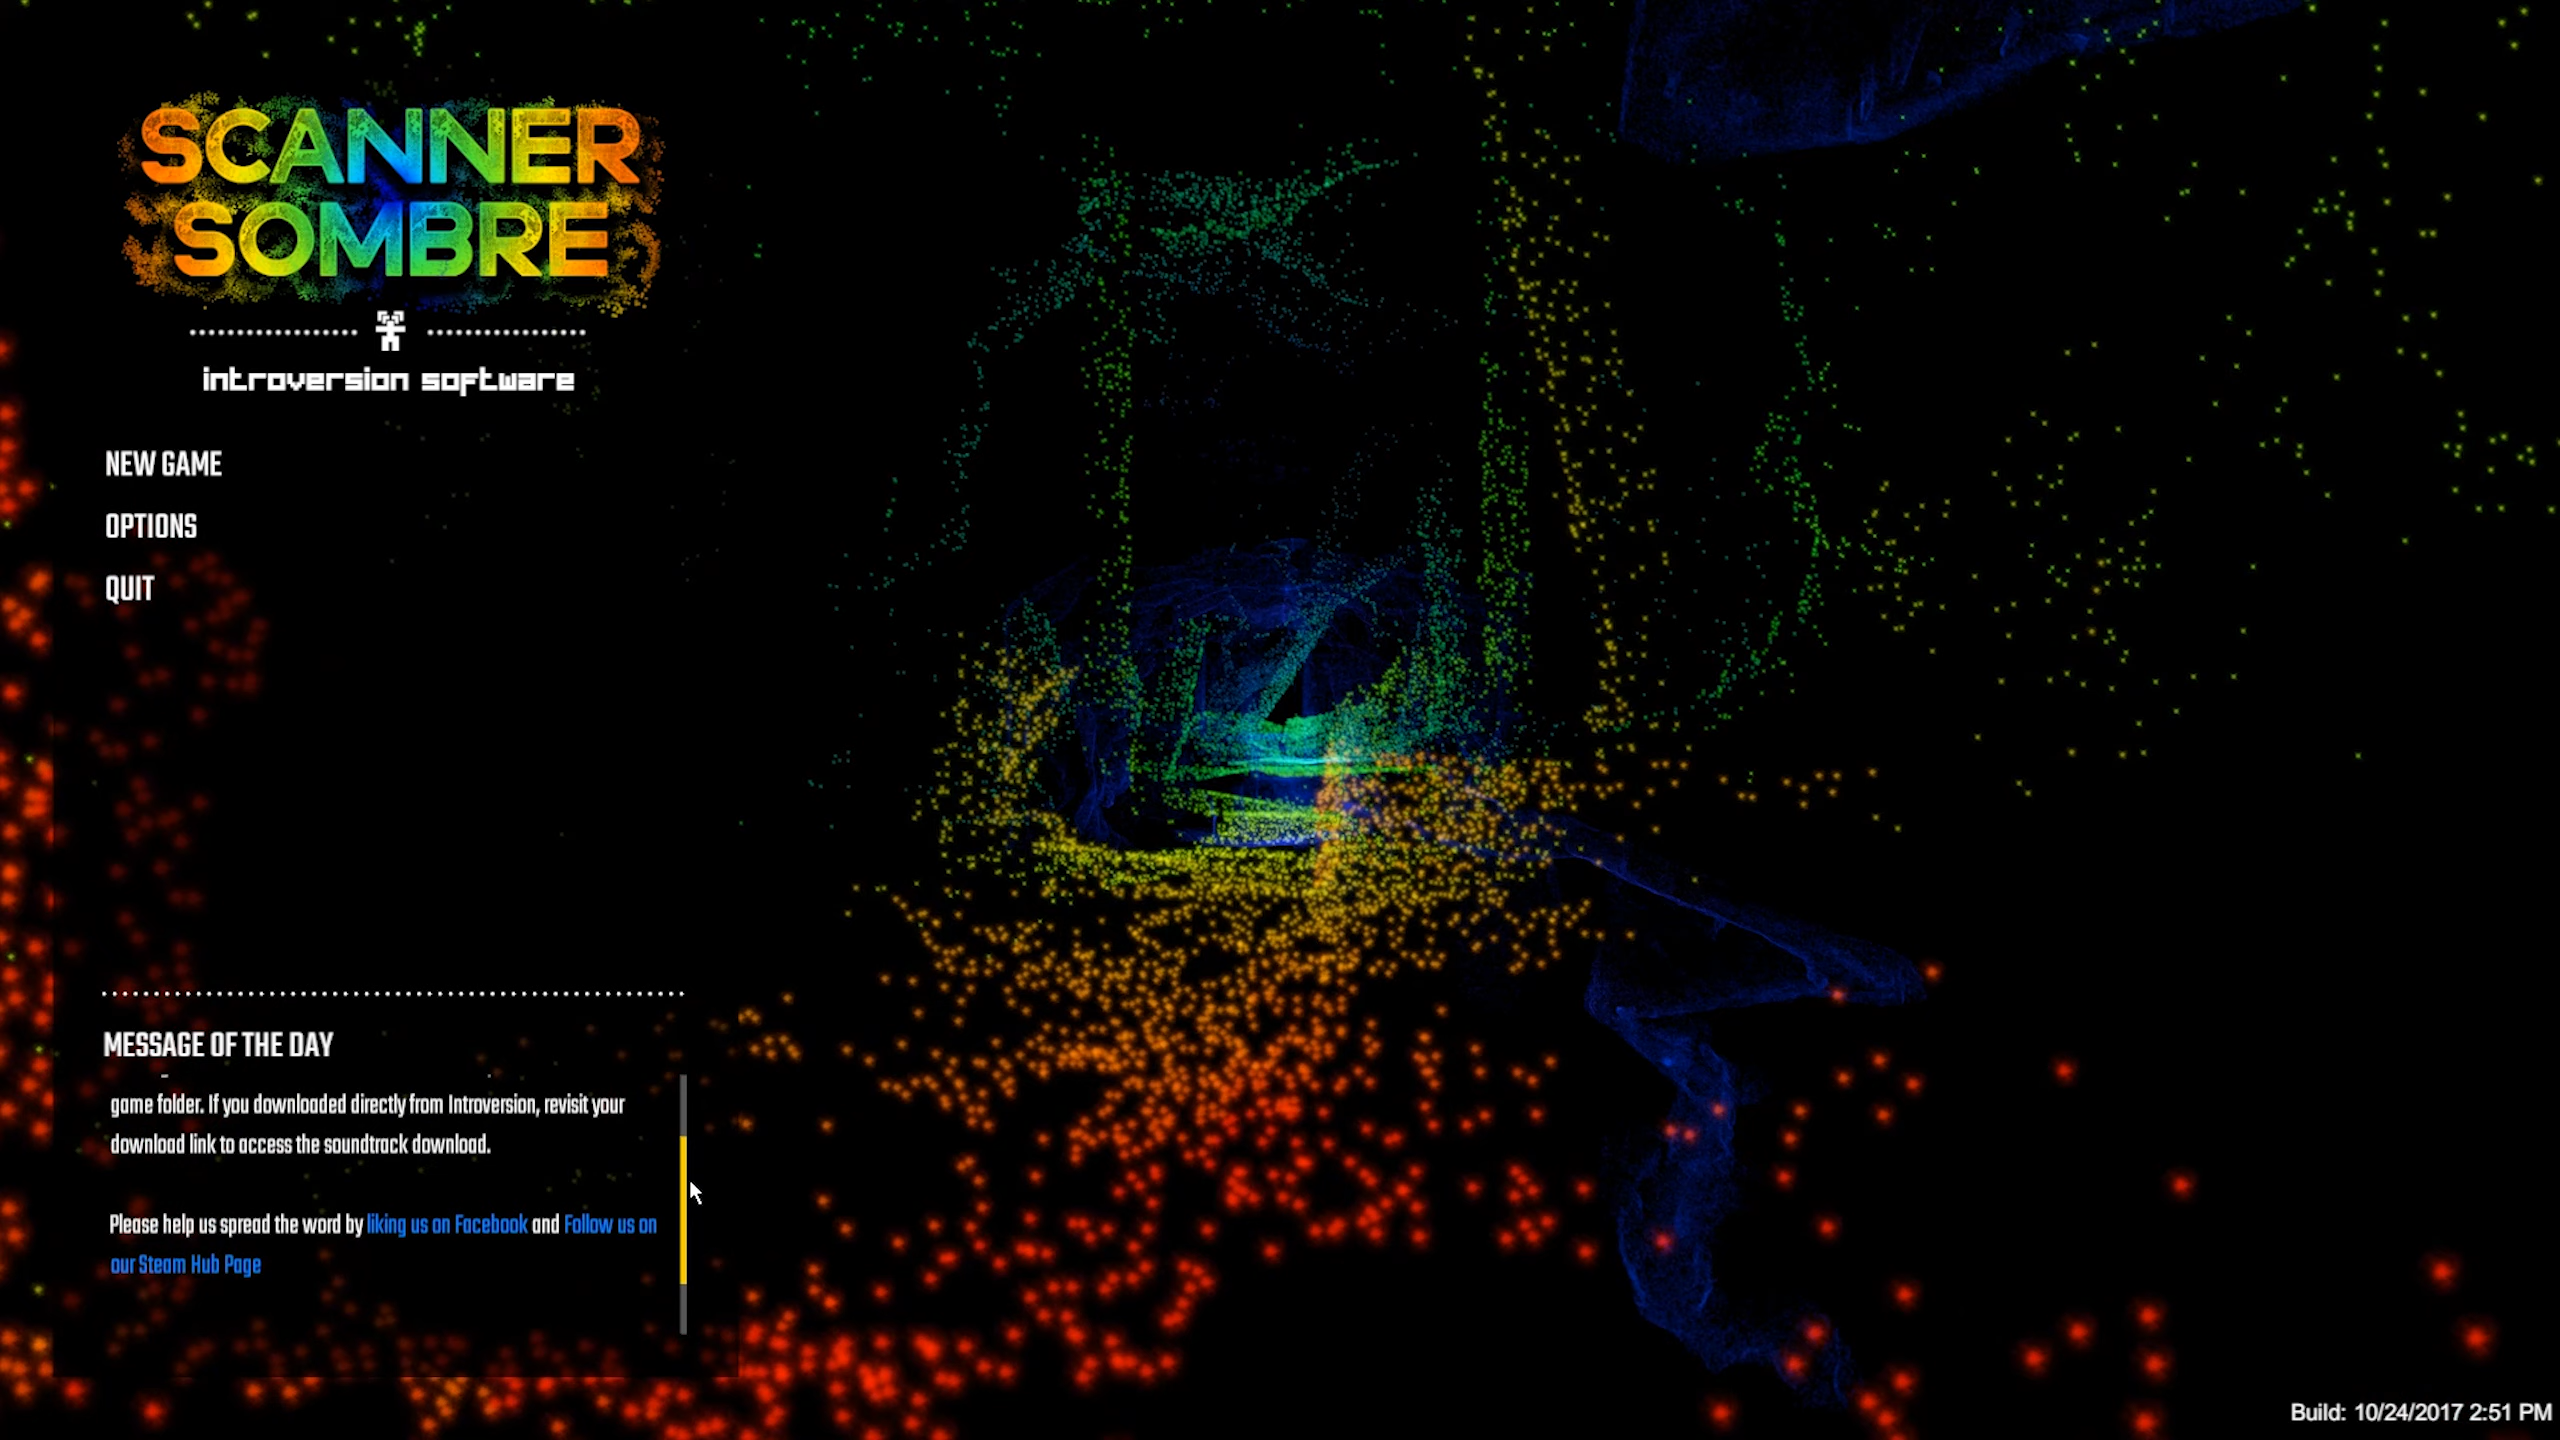 SCANNER
SOMBRE
introversion software
NEW GAME
OPTIONS
QUIT
MESSAGE OF THE DAY
game folder. If you downloaded directly from Introversion, revisit your
download link to access the soundtrack download.
Please help us spread the word by liking us on Facebook and Follow us on
our Steam Hub Page
Build: 10/24/2017 2:51 PM